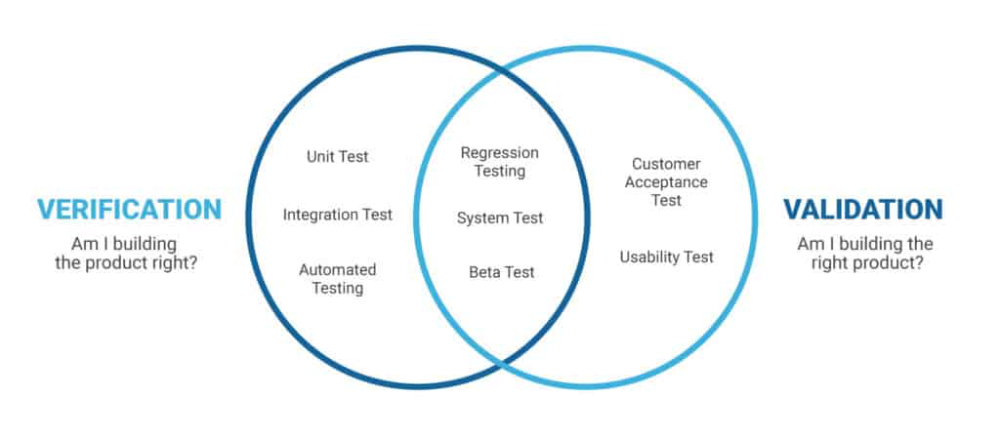 VERIFICATION
Am I building
the product right?
Unit Test
Integration Test
Automated
Testing
Regression
Testing
System Test
Beta Test
Customer
Acceptance
Test
Usability Test
VALIDATION
Am I building the
right product?